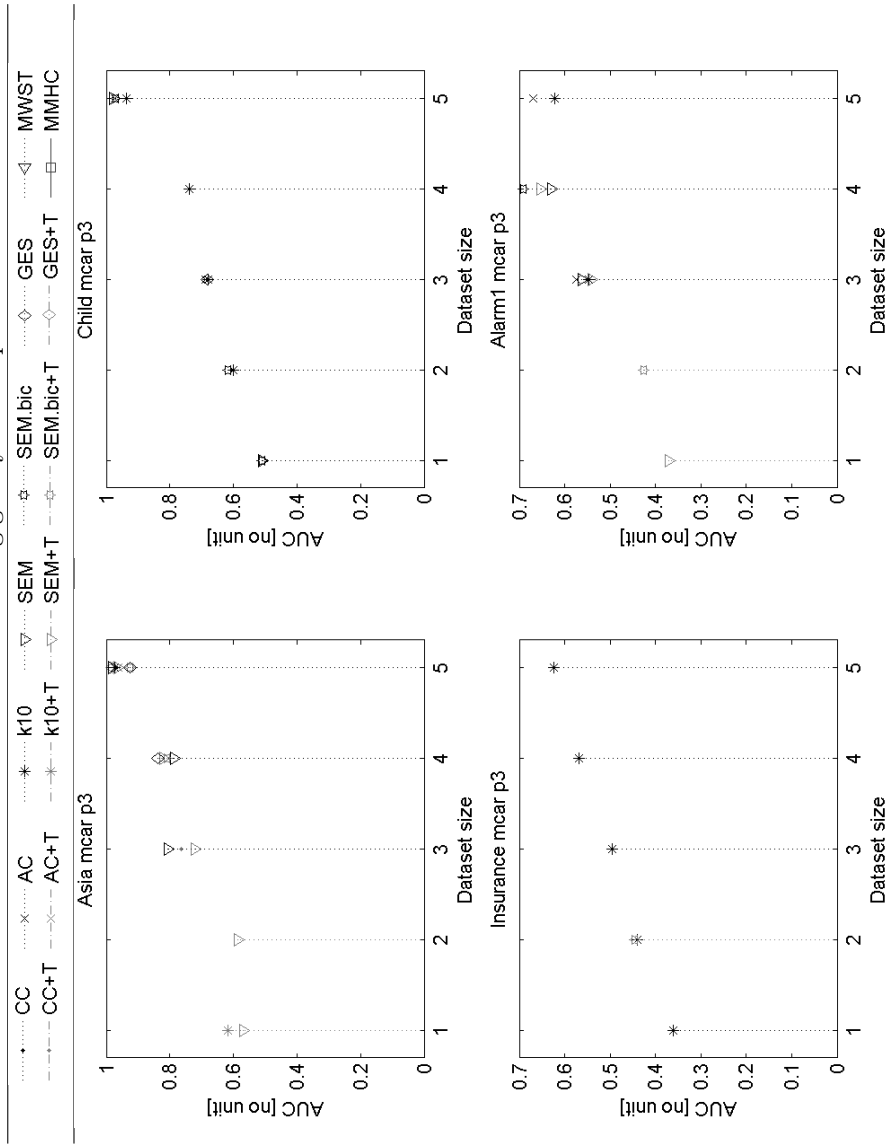 CC AC k10 SEM SEM.bic GES MWST
CC+T AC+T k10+T SEM+T SEM.bic+T GES+T MMHC
Asia mcar p3
1
0.8
0.6
0.4
0.2
0
AUC [no unit]
1 2 3 4 5
Dataset size
Child mcar p3
1
0.8
0.6
0.4
0.2
0
AUC [no unit]
1 2 3 4 5
Dataset size
Insurance mcar p3
0.7
0.6
0.5
0.4
0.3
0.2
0.1
0
AUC [no unit]
1 2 3 4 5
Dataset size
Alarm1 mcar p3
0.7
0.6
0.5
0.4
0.3
0.2
0.1
0
AUC [no unit]
1 2 3 4 5
Dataset size